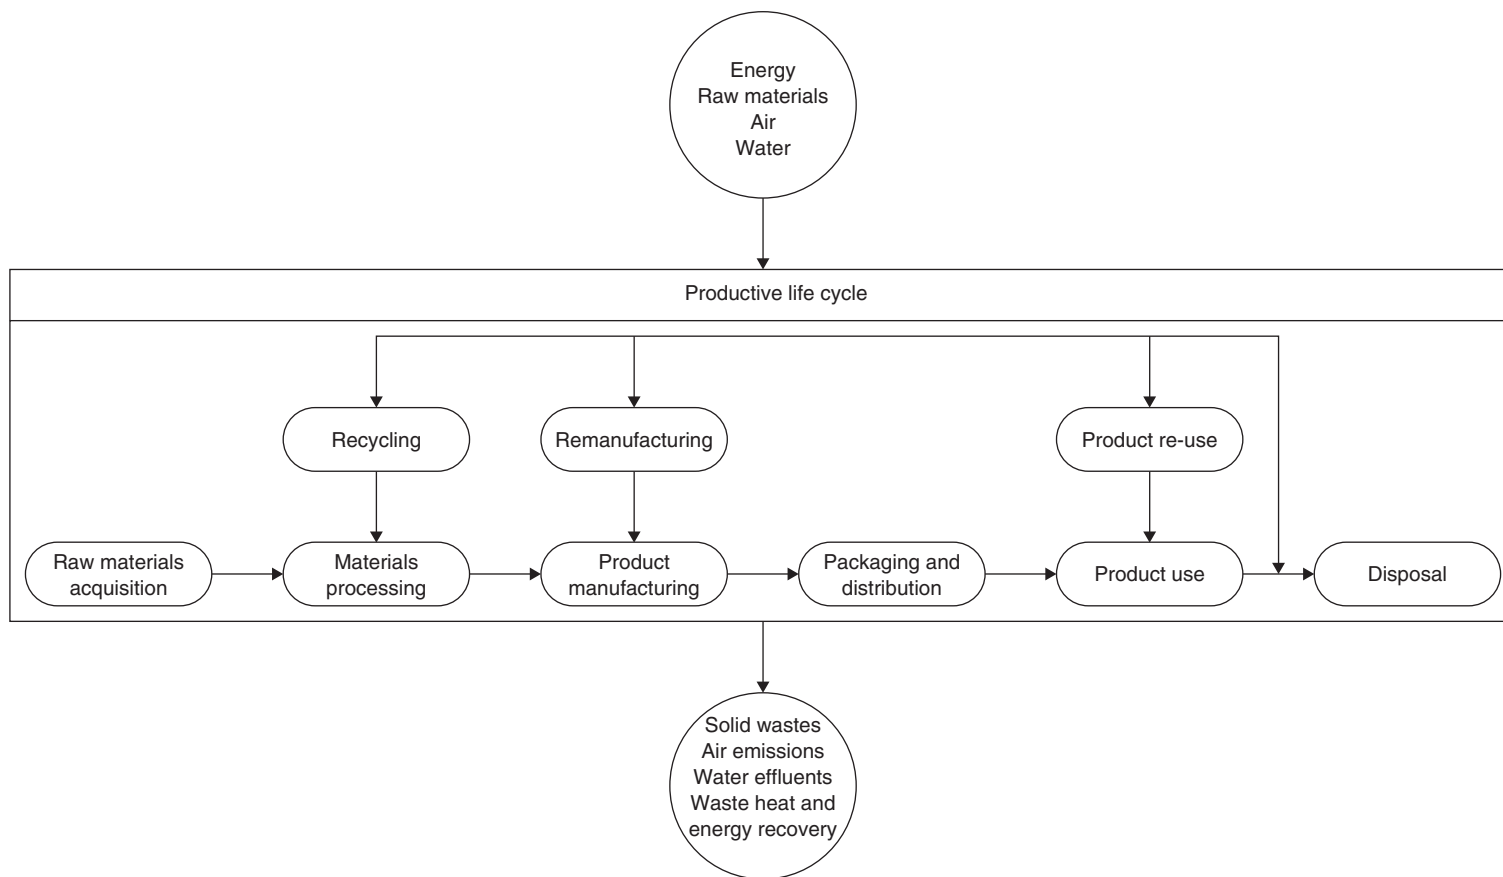 Energy
Raw materials
Air
Water
Productive life cycle
Recycling
Remanufacturing
Product re-use
Raw materials
acquisition
Materials
processing
Product
manufacturing
Packaging and
distribution
Product use
Disposal
Solid wastes
Air emissions
Water effluents
Waste heat and
energy recovery